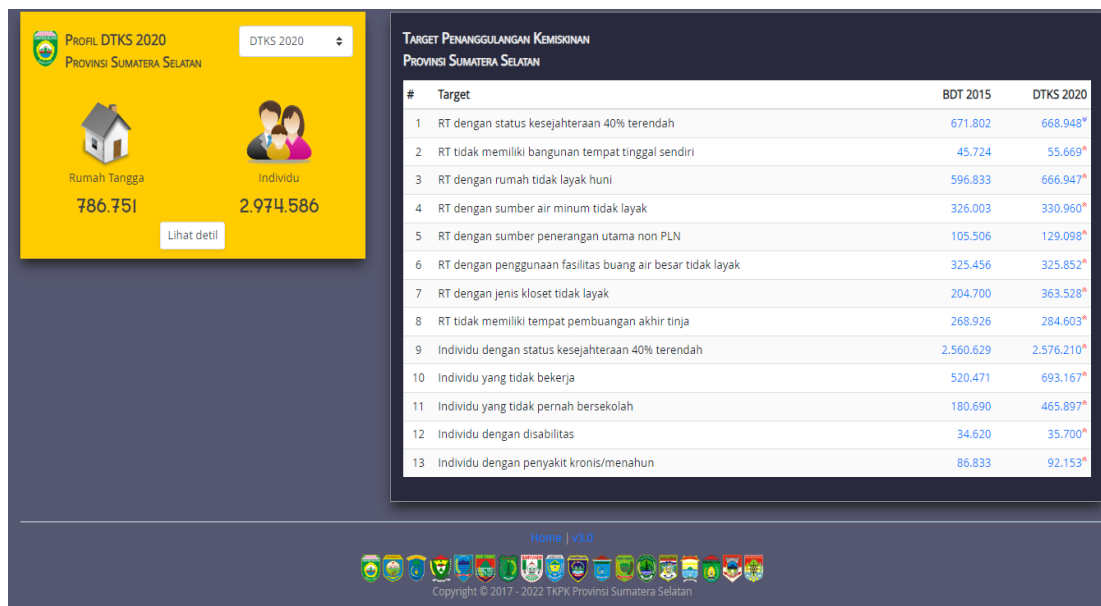 PROFIL DTKS 2020
PROVINSI SUMATERA SELATAN
DTKS 2020
Rumah Tangga
786.751
Individu
2.974.586
Lihat detil
TARGET PENANGGULANGAN KEMISKINAN
PROVINSI SUMATERA SELATAN
# Target BDT 2015 DTKS 2020
1 RT dengan status kesejahteraan 40% terendah 671.802 668.948
2 RT tidak memiliki bangunan tempat tinggal sendiri 45.724 55.669
3 RT dengan rumah tidak layak huni 596.833 666.947
4 RT dengan sumber air minum tidak layak 326.003 330.960
5 RT dengan sumber penerangan utama non PLN 105.506 129.098
6 RT dengan penggunaan fasilitas buang air besar tidak layak 325.456 325.852
7 RT dengan jenis kloset tidak layak 204.700 363.528
8 RT tidak memiliki tempat pembuangan akhir tinja 268.926 284.603
9 Individu dengan status kesejahteraan 40% terendah 2.560.629 2.576.210
10 Individu yang tidak bekerja 520.471 693.167
11 Individu yang tidak pernah bersekolah 180.690 465.897
12 Individu dengan disabilitas 34.620 35.700
13 Individu dengan penyakit kronis/menahun 86.833 92.153
Home | v3.0
Copyright © 2017 - 2022 TKPK Provinsi Sumatera Selatan